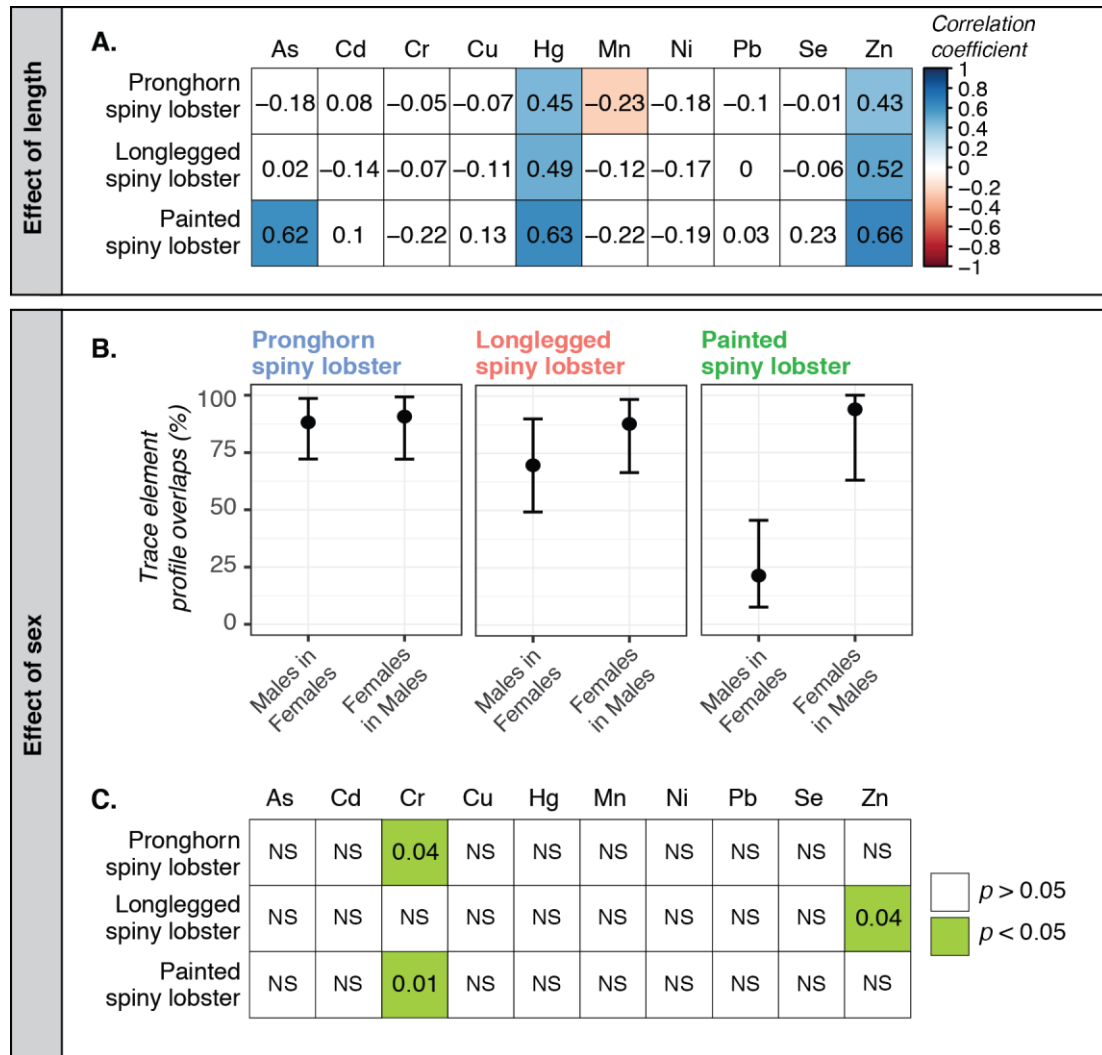 Effect of length
A.
As Cd Cr Cu Hg Mn Ni Pb Se Zn
Correlation
coefficient
Pronghorn
spiny lobster
−0.18 0.08 −0.05 −0.07 0.45 −0.23 −0.18 −0.1 −0.01 0.43
Longlegged
spiny lobster
0.02 −0.14 −0.07 −0.11 0.49 −0.12 −0.17 0 −0.06 0.52
Painted
spiny lobster
0.62 0.1 −0.22 0.13 0.63 −0.22 −0.19 0.03 0.23 0.66
1
0.8
0.6
0.4
0.2
0
−0.2
−0.4
−0.6
−0.8
−1
Effect of sex
B.
Pronghorn
spiny lobster
Longlegged
spiny lobster
Painted
spiny lobster
Trace element
profile overlaps (%)
100
75
50
25
0
Males in
Females
Females
in Males
Males in
Females
Females
in Males
Males in
Females
Females
in Males
C.
As Cd Cr Cu Hg Mn Ni Pb Se Zn
Pronghorn
spiny lobster
NS NS 0.04 NS NS NS NS NS NS NS
Longlegged
spiny lobster
NS NS NS NS NS NS NS NS NS 0.04
Painted
spiny lobster
NS NS 0.01 NS NS NS NS NS NS NS
p > 0.05
p < 0.05